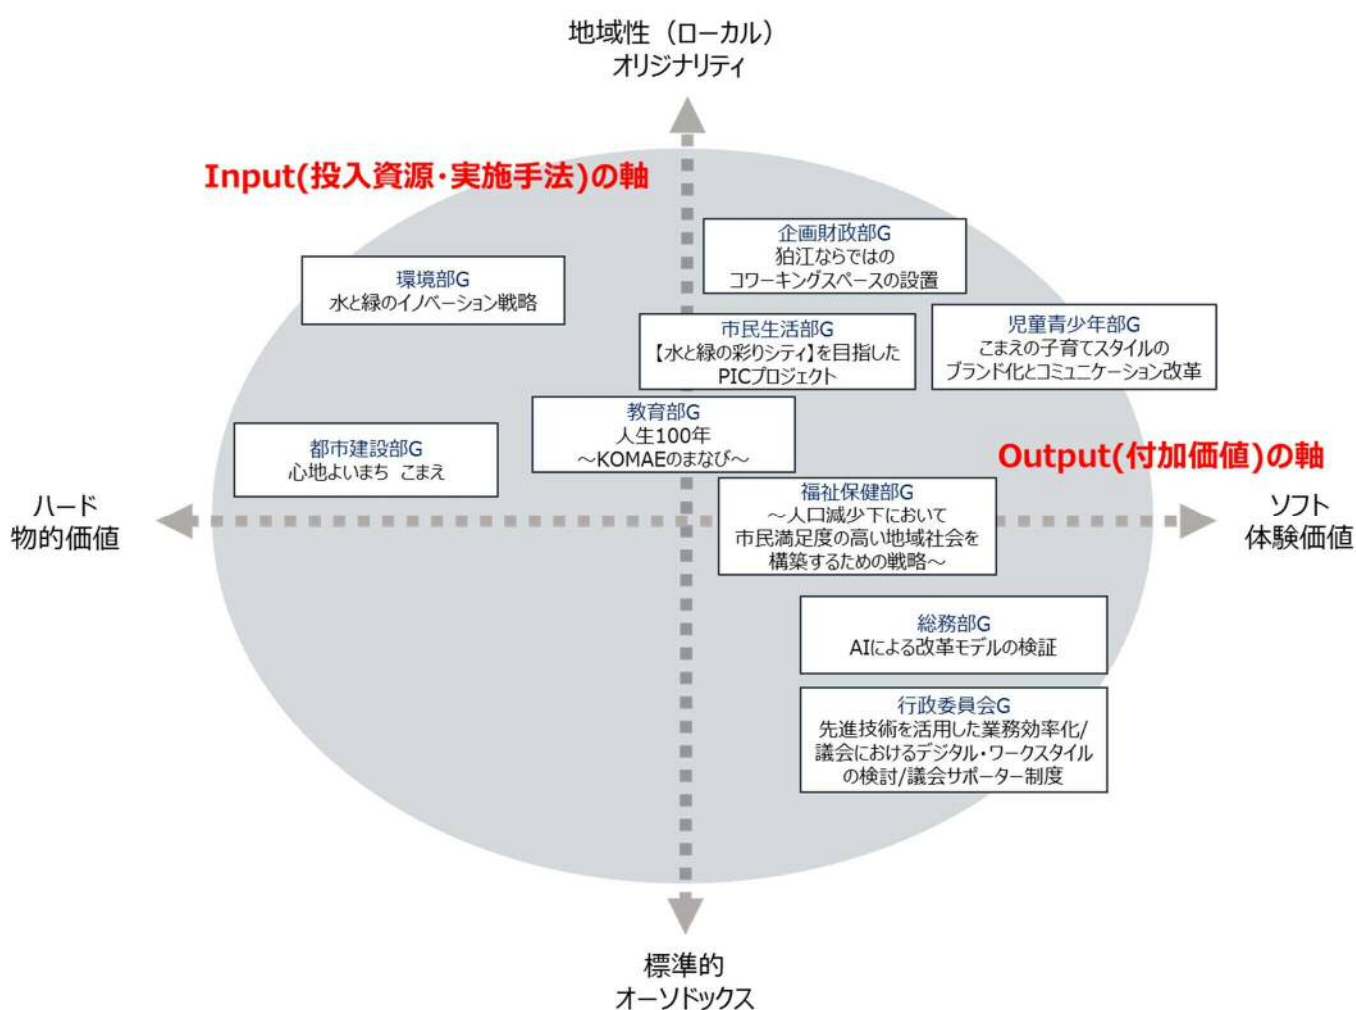 地域性（ローカル）
オリジナリティ
Input(投入資源・実施手法)の軸
企画財政部G
狛江ならではの
コワーキングスペースの設置
環境部G
水と緑のイノベーション戦略
市民生活部G
【水と緑の彩りシティ】を目指した
PICプロジェクト
児童青少年部G
こまえの子育てスタイルの
ブランド化とコミュニケーション改革
教育部G
人生100年
～KOMAEのまなび～
都市建設部G
心地よいまち こまえ
Output(付加価値)の軸
福祉保健部G
～人口減少下において
市民満足度の高い地域社会を
構築するための戦略～
ハード
物的価値
ソフト
体験価値
総務部G
AIによる改革モデルの検証
行政委員会G
先進技術を活用した業務効率化/
議会におけるデジタル・ワークスタイル
の検討/議会サポーター制度
標準的
オーソドックス